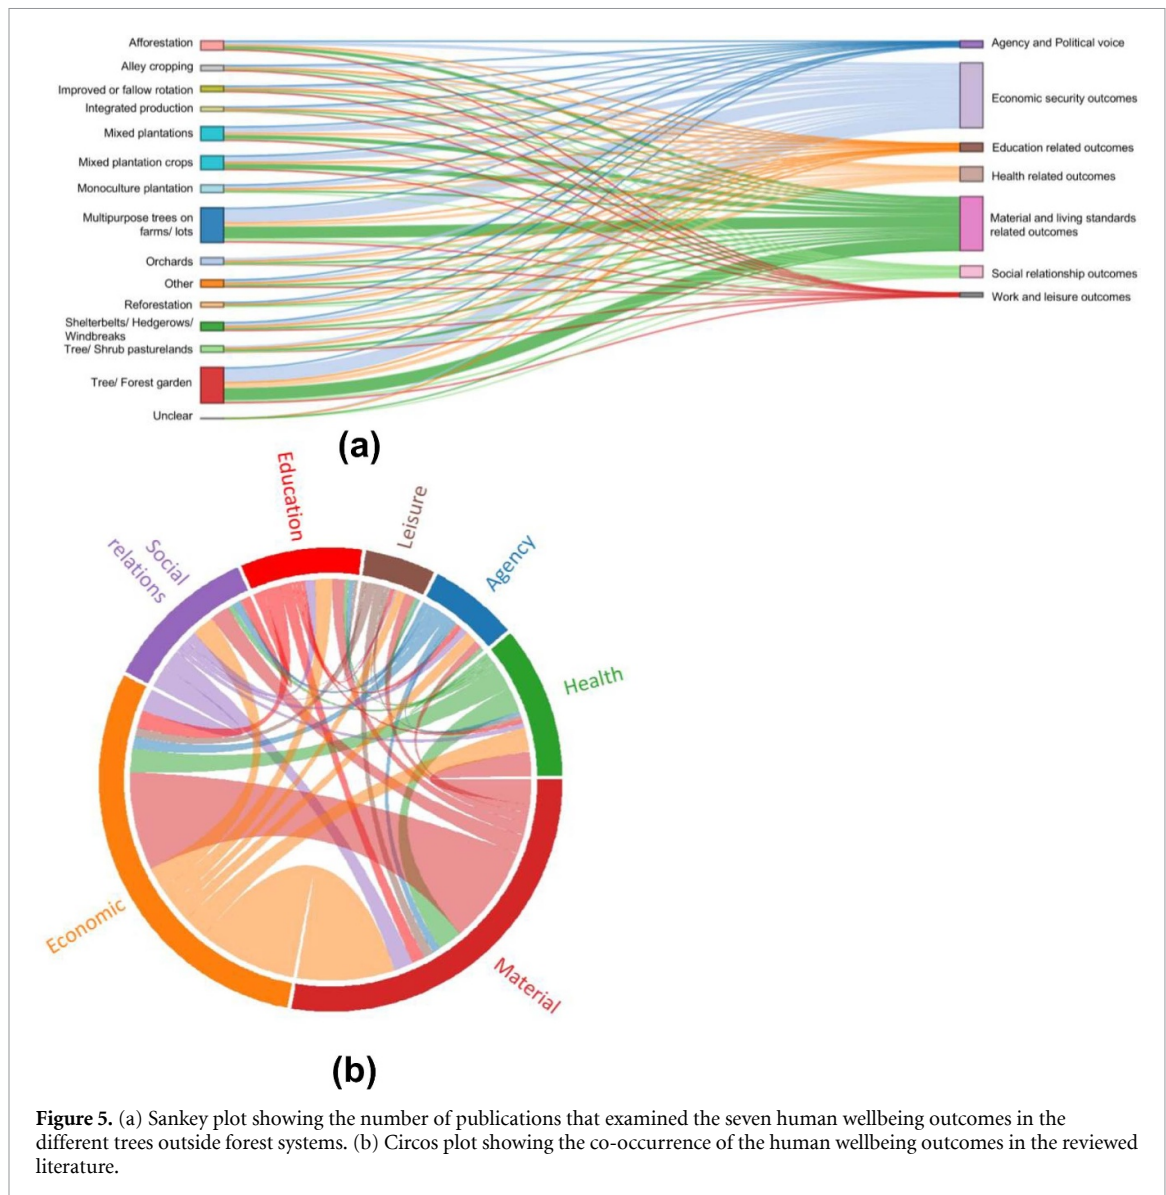 Afforestation
Alley cropping
Improved or fallow rotation
Integrated production
Mixed plantations
Mixed plantation crops
Monoculture plantation
Multipurpose trees on
farms/ lots
Orchards
Other
Reforestation
Shelterbelts/ Hedgerows/
Windbreaks
Tree/ Shrub pasturelands
Tree/ Forest garden
Unclear
Agency and Political voice
Economic security outcomes
Education related outcomes
Health related outcomes
Material and living standards
related outcomes
Social relationship outcomes
Work and leisure outcomes
(a)
Education
Leisure
Agency
Social
relations
Health
Economic
Material
(b)
Figure 5. (a) Sankey plot showing the number of publications that examined the seven human wellbeing outcomes in the
different trees outside forest systems. (b) Circos plot showing the co-occurrence of the human wellbeing outcomes in the reviewed
literature.